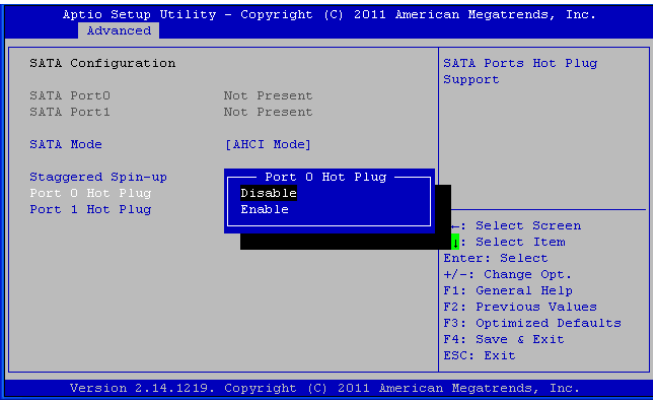 Aptio Setup Utility - Copyright (C) 2011 American Megatrends, Inc.
Advanced
SATA Configuration
SATA Port0 Not Present
SATA Port1 Not Present
SATA Mode [AHCI Mode]
Staggered Spin-up
Port 0 Hot Plug
Port 1 Hot Plug
Port 0 Hot Plug
Disable
Enable
SATA Ports Hot Plug
Support
←: Select Screen
↓: Select Item
Enter: Select
+/-: Change Opt.
F1: General Help
F2: Previous Values
F3: Optimized Defaults
F4: Save & Exit
ESC: Exit
Version 2.14.1219. Copyright (C) 2011 American Megatrends, Inc.